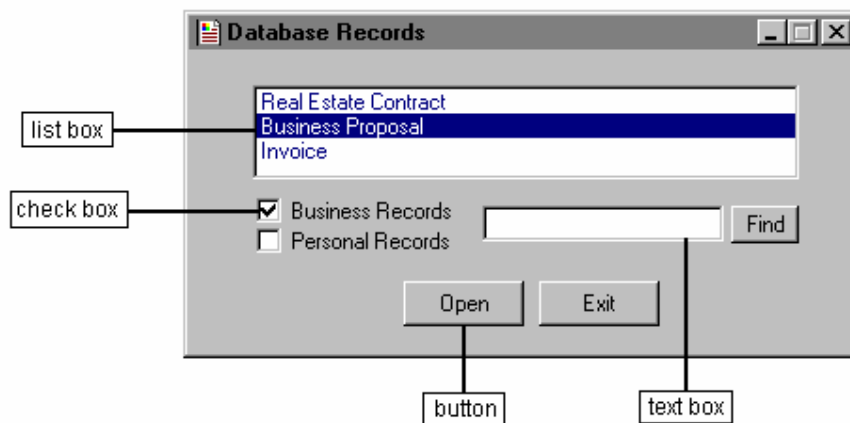 Database Records
Real Estate Contract
list box
Business Proposal
Invoice
check box
Business Records
Personal Records
Find
Open
Exit
button
text box